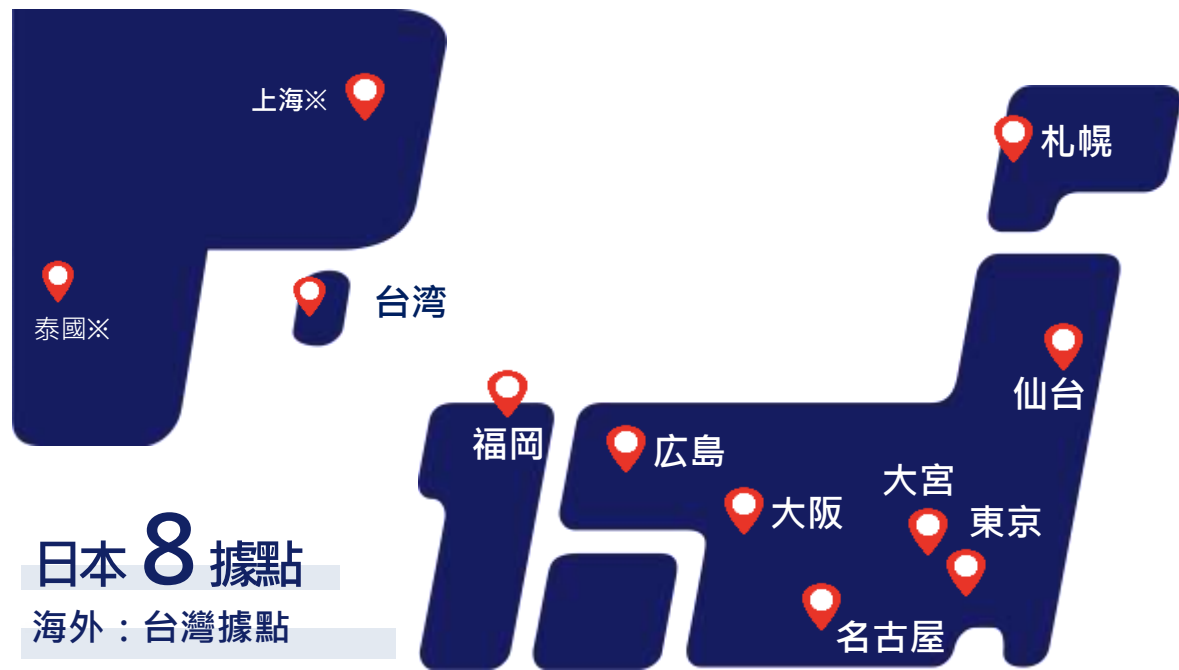 上海※
札幌
泰國※
台湾
仙台
福岡
広島
大宮
大阪
東京
名古屋
日本 8 據點
海外：台灣據點